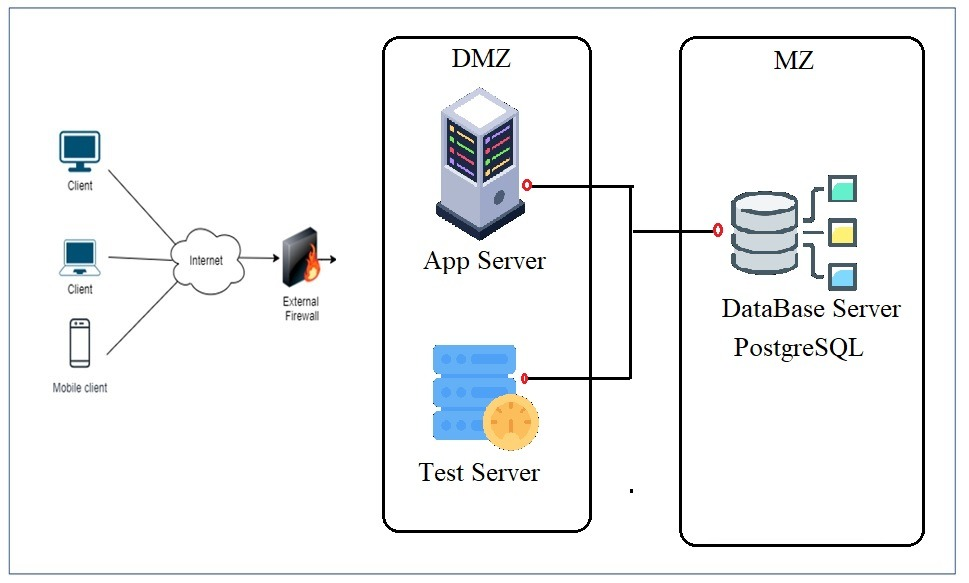 DMZ
MZ
Client
Client
Mobile client
Internet
External
Firewall
App Server
Test Server
DataBase Server
PostgreSQL